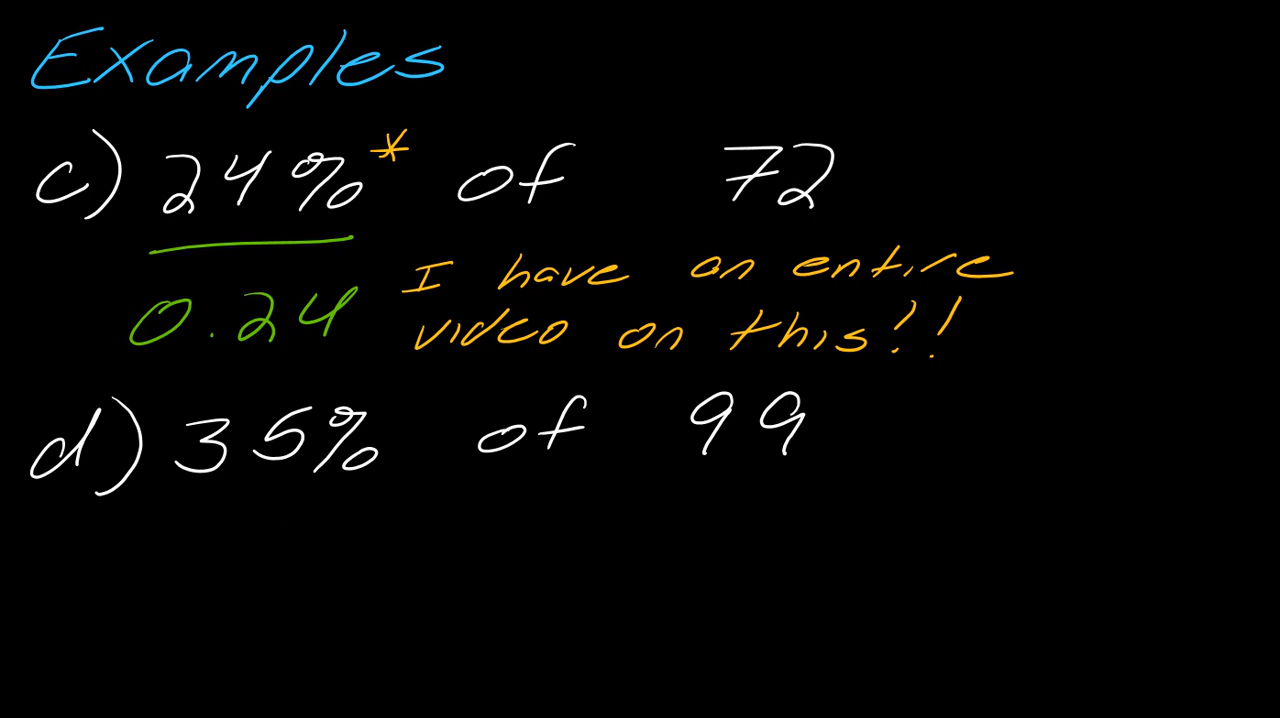 Examples
c) 24%* of 72
0.24 I have an entire
video on this!!
d) 35% of 99